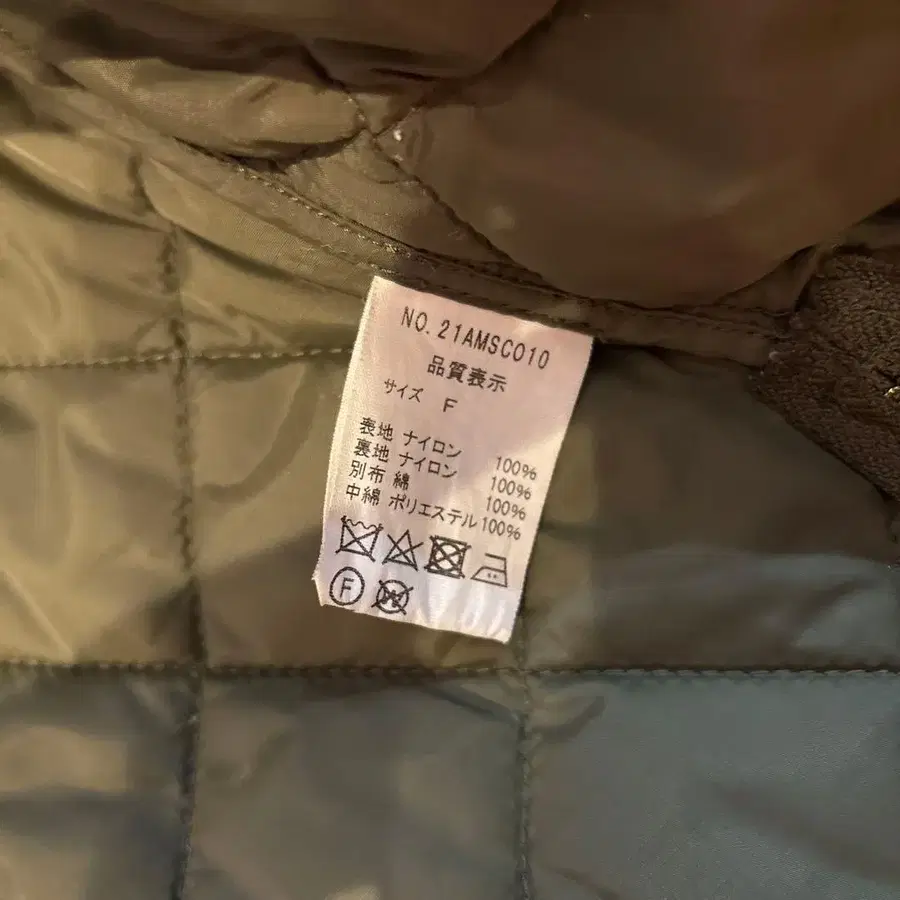 NO. 21AMSCO10
品質表示
サイズ F
表地 ナイロン 100%
裏地 ナイロン 100%
別布 綿 100%
中綿 ポリエステル 100%
F
W